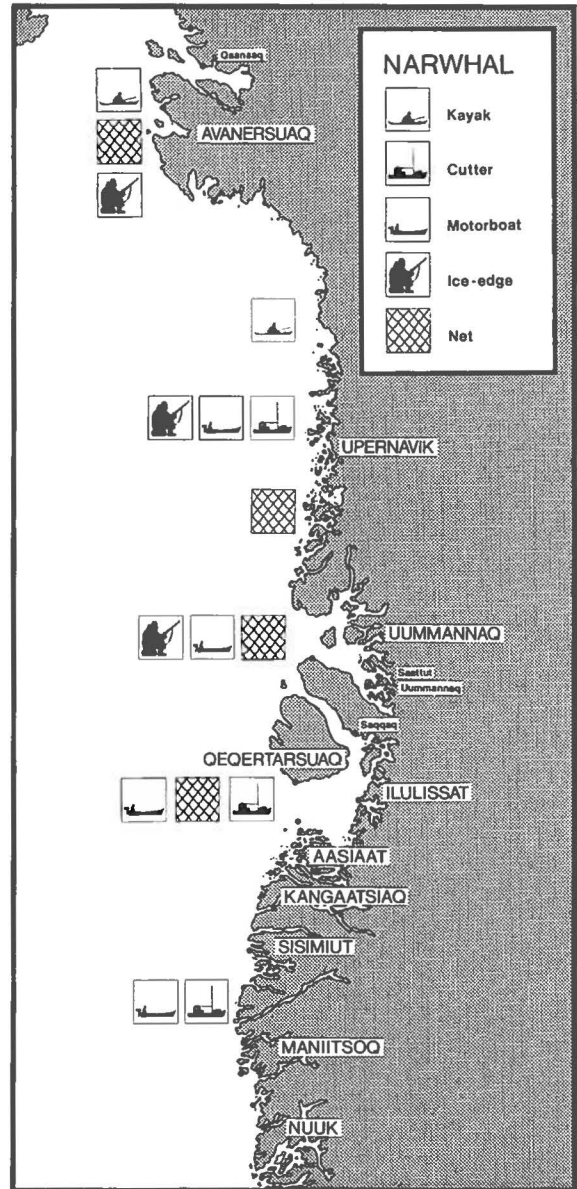 Qaanaaq
AVANERSUAQ
NARWHAL
Kayak
Cutter
Motorboat
Ice-edge
Net
UPERNAVIK
UUMMANNAQ
Saattut
Uummannaq
Saqqaq
QEQERTARSUAQ
ILULISSAT
AASIAAT
KANGAATSIAQ
SISIMIUT
MANIITSOQ
NUUK